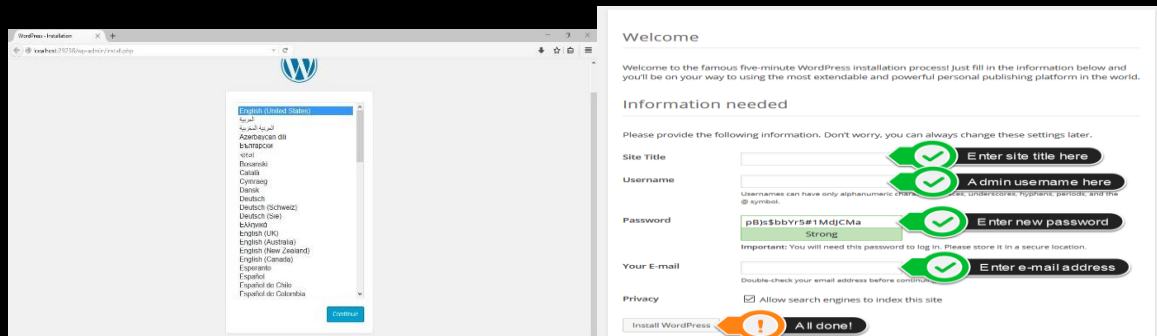 WordPress › Installation
localhost:29256/wp-admin/install.php
English (United States)
العربية
العربية المغربية
Azərbaycan dili
Български
বাংলা
Bosanski
Català
Cymraeg
Dansk
Deutsch
Deutsch (Schweiz)
Deutsch (Sie)
Ελληνικά
English (UK)
English (Australia)
English (New Zealand)
English (Canada)
Esperanto
Español
Español de Chile
Español de Colombia
Continue
Welcome
Welcome to the famous five-minute WordPress installation process! Just fill in the information below and
you'll be on your way to using the most extendable and powerful personal publishing platform in the world.
Information needed
Please provide the following information. Don't worry, you can always change these settings later.
Site Title
Enter site title here
Username
Admin username here
Usernames can have only alphanumeric underscores, hyphens, periods, and the
@ symbol.
Password
pB)s$bbYr5#1MdJCMa
Enter new password
Strong
Important: You will need this password to log in. Please store it in a secure location.
Your E-mail
Enter e-mail address
Double-check your email address before
Privacy
Allow search engines to index this site
Install WordPress
! All done!